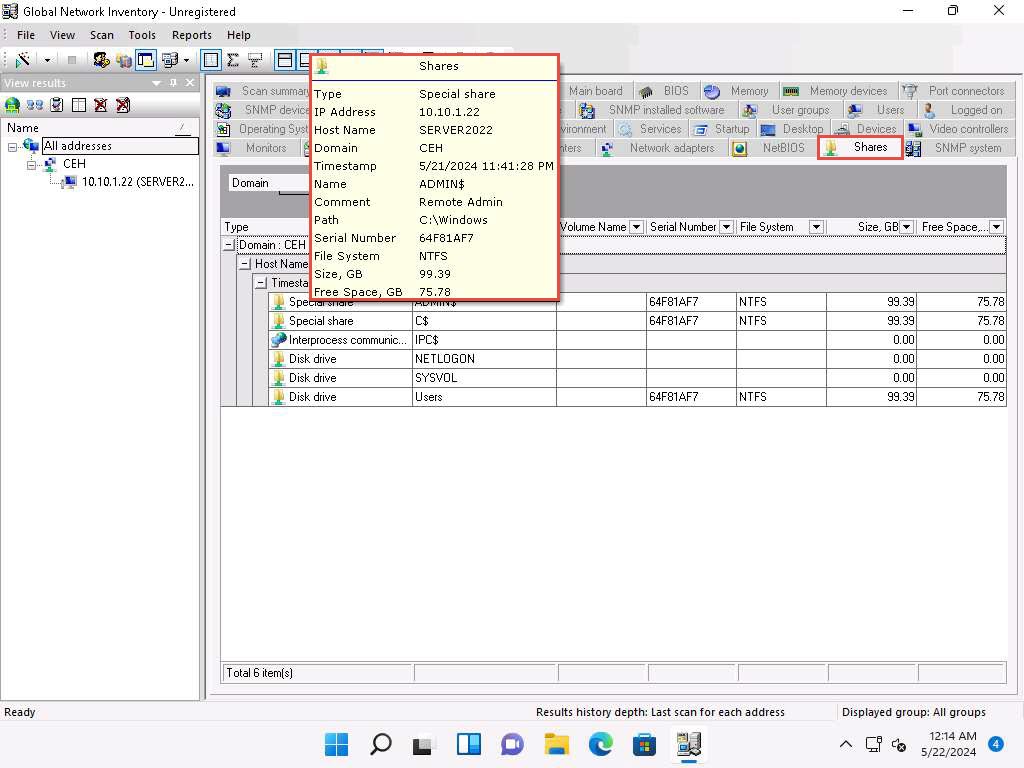 Global Network Inventory - Unregistered
File View Scan Tools Reports Help
View results
Name /
All addresses
CEH
10.10.1.22 (SERVER2...
Scan summary Main board BIOS Memory Memory devices Port connectors
SNMP device SNMP installed software User groups Users Logged on
Operating Syst Services Startup Desktop Devices Video controllers
Monitors Network adapters NetBIOS Shares SNMP system
Shares
Type Special share
IP Address 10.10.1.22
Host Name SERVER2022
Domain CEH
Timestamp 5/21/2024 11:41:28 PM
Name ADMIN$
Comment Remote Admin
Path C:\Windows
Serial Number 64F81AF7
File System NTFS
Size, GB 99.39
Free Space, GB 75.78
Domain
Type Volume Name Serial Number File System Size, GB Free Space,...
Domain : CEH
Host Name
Timesta
Special share ADMIN$ 64F81AF7 NTFS 99.39 75.78
Special share C$ 64F81AF7 NTFS 99.39 75.78
Interprocess communic... IPC$ 0.00 0.00
Disk drive NETLOGON 0.00 0.00
Disk drive SYSVOL 0.00 0.00
Disk drive Users 64F81AF7 NTFS 99.39 75.78
Total 6 item(s)
Ready Results history depth: Last scan for each address Displayed group: All groups
12:14 AM
5/22/2024
4